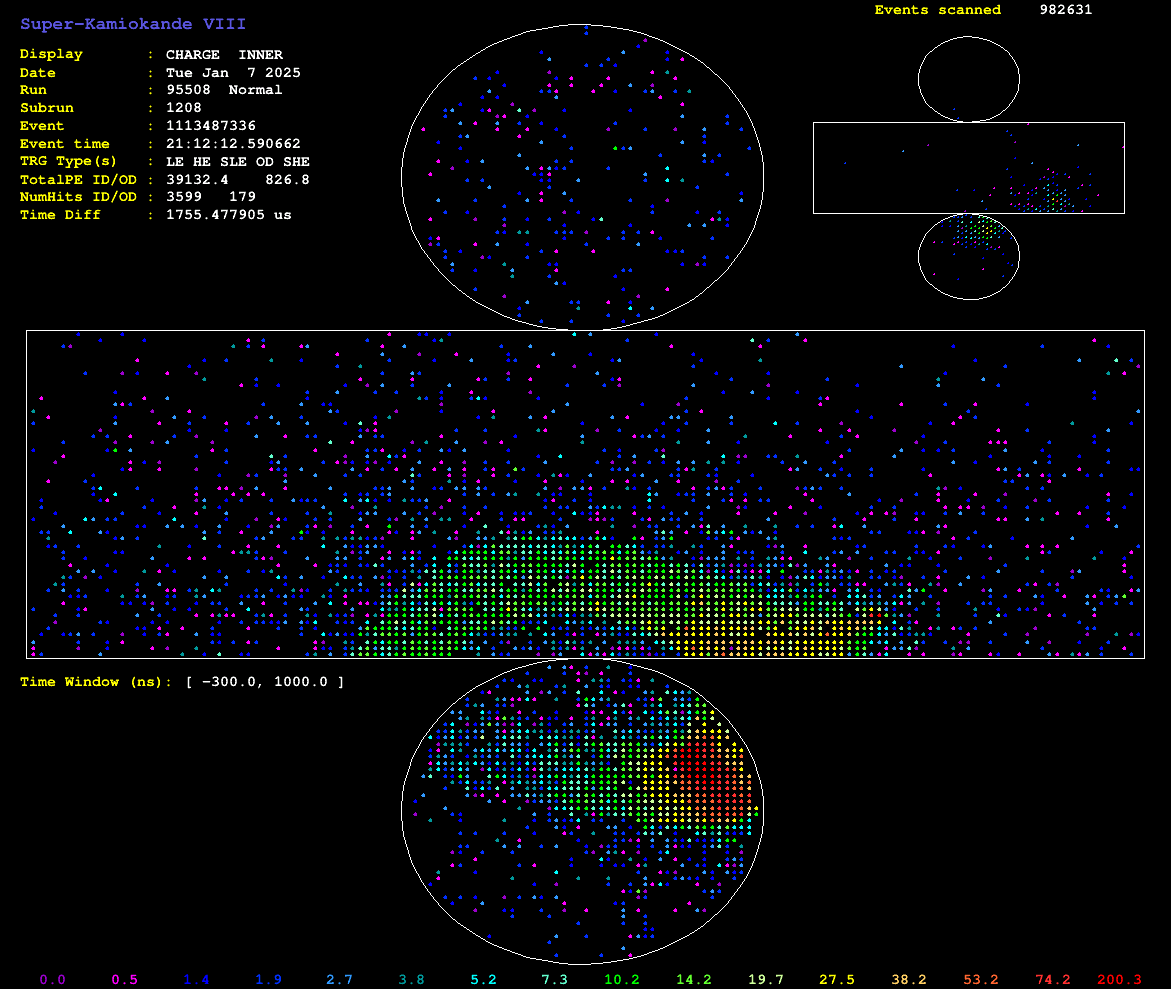 Super-Kamiokande VIII
Events scanned 982631
Display : CHARGE INNER
Date : Tue Jan 7 2025
Run : 95508 Normal
Subrun : 1208
Event : 1113487336
Event time : 21:12:12.590662
TRG Type(s) : LE HE SLE OD SHE
TotalPE ID/OD : 39132.4 826.8
NumHits ID/OD : 3599 179
Time Diff : 1755.477905 us
Time Window (ns): [ -300.0, 1000.0 ]
0.0 0.5 1.4 1.9 2.7 3.8 5.2 7.3 10.2 14.2 19.7 27.5 38.2 53.2 74.2 200.3